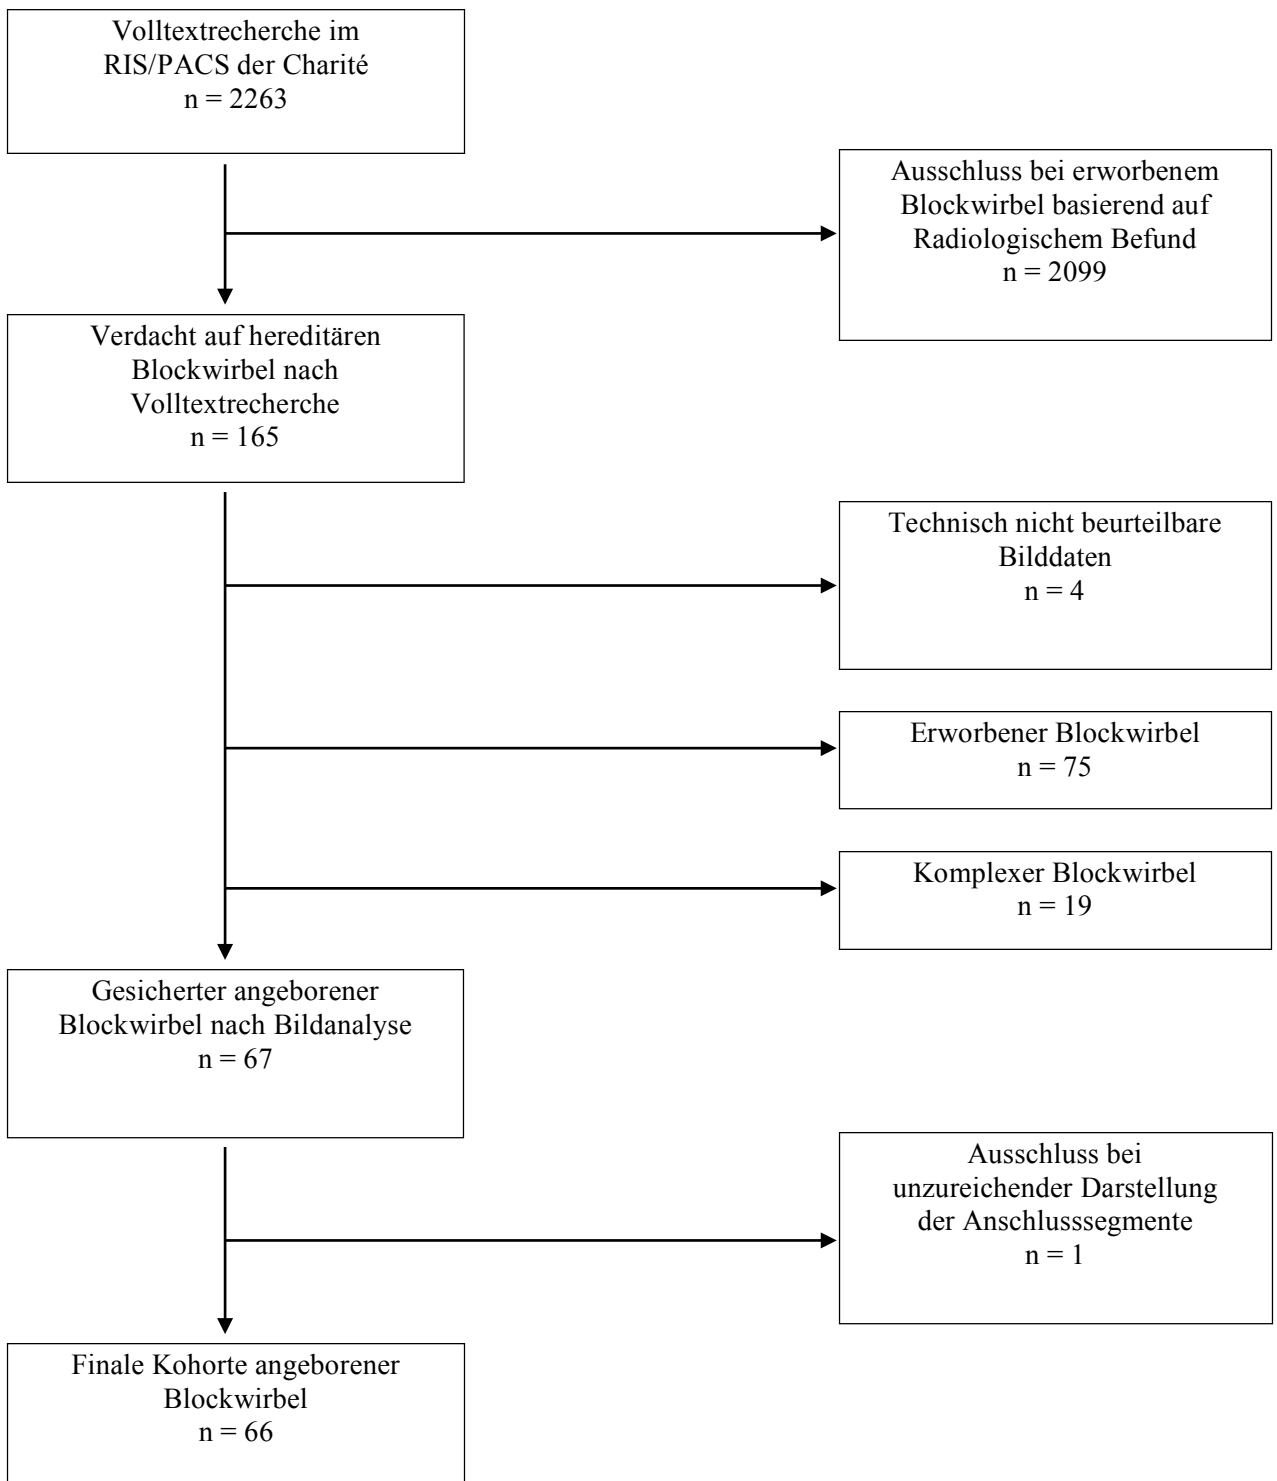 Volltextrecherche im
RIS/PACS der Charité
n = 2263
Ausschluss bei erworbenem
Blockwirbel basierend auf
Radiologischem Befund
n = 2099
Verdacht auf hereditären
Blockwirbel nach
Volltextrecherche
n = 165
Technisch nicht beurteilbare
Bilddaten
n = 4
Erworbener Blockwirbel
n = 75
Komplexer Blockwirbel
n = 19
Gesicherter angeborener
Blockwirbel nach Bildanalyse
n = 67
Ausschluss bei
unzureichender Darstellung
der Anschlusssegmente
n = 1
Finale Kohorte angeborener
Blockwirbel
n = 66